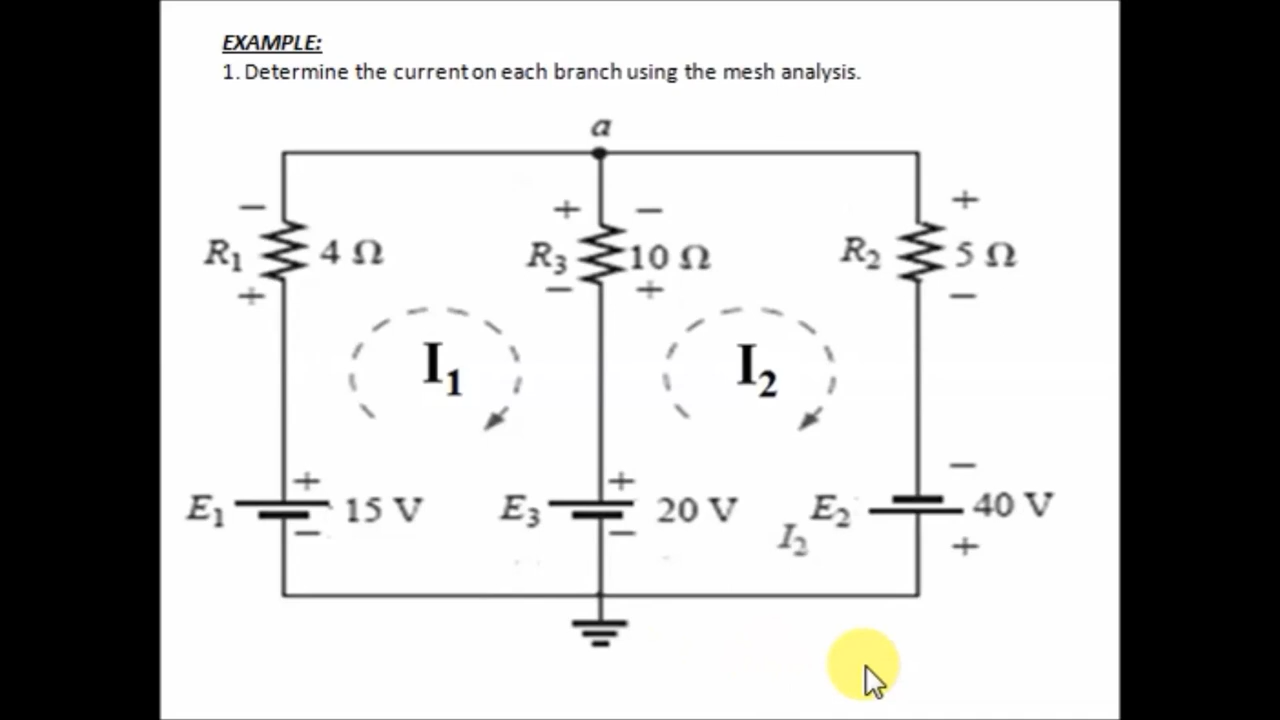 EXAMPLE:
1. Determine the current on each branch using the mesh analysis.
a
− + − +
R₁ 4 Ω R₃ 10 Ω R₂ 5 Ω
+ − + −
I₁ I₂
+ + −
E₁ 15 V E₃ 20 V E₂ 40 V
− − I₂ +